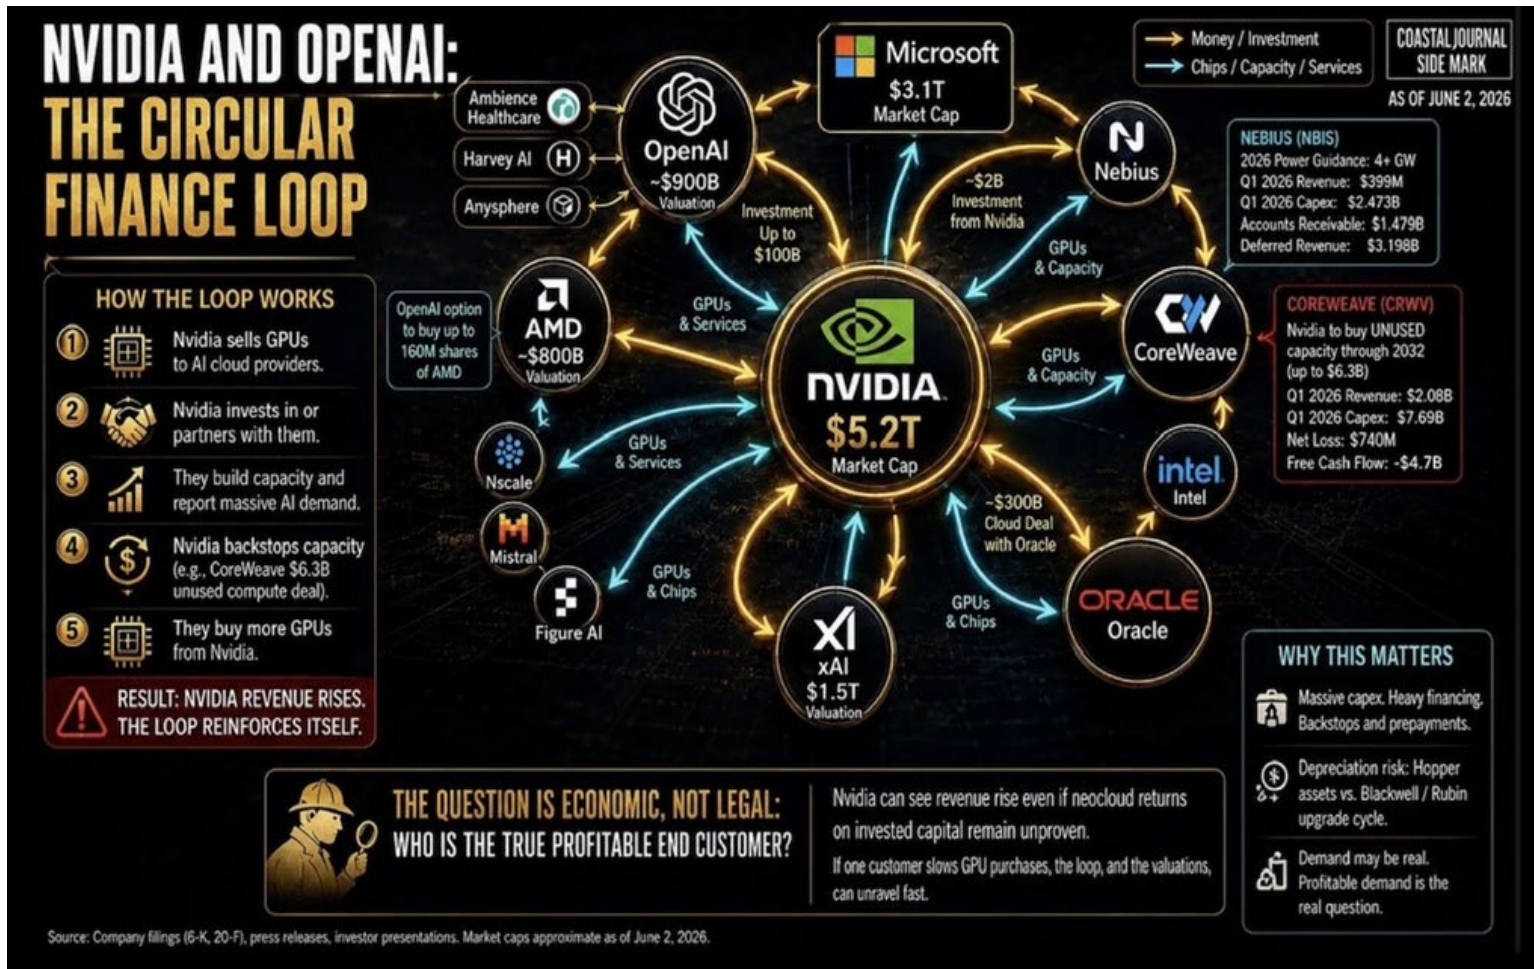 NVIDIA AND OPENAI:
THE CIRCULAR
FINANCE LOOP
Money / Investment
Chips / Capacity / Services
COASTAL JOURNAL
SIDE MARK
AS OF JUNE 2, 2026
HOW THE LOOP WORKS
1
Nvidia sells GPUs
to AI cloud providers.
2
Nvidia invests in or
partners with them.
3
They build capacity and
report massive AI demand.
4
Nvidia backstops capacity
(e.g., CoreWeave $6.3B
unused compute deal).
5
They buy more GPUs
from Nvidia.
RESULT: NVIDIA REVENUE RISES.
THE LOOP REINFORCES ITSELF.
Ambience
Healthcare
Harvey AI
H
Anysphere
OpenAI
~$900B
Valuation
Microsoft
$3.1T
Market Cap
N
Nebius
NEBIUS (NBIS)
2026 Power Guidance: 4+ GW
Q1 2026 Revenue: $399M
Q1 2026 Capex: $2.473B
Accounts Receivable: $1.479B
Deferred Revenue: $3.198B
Investment
Up to
$100B
~$2B
Investment
from Nvidia
GPUs
& Capacity
GPUs
& Services
OpenAI option
to buy up to
160M shares
of AMD
AMD
~$800B
Valuation
NVIDIA
$5.2T
Market Cap
GPUs
& Capacity
CoreWeave
COREWEAVE (CRWV)
Nvidia to buy UNUSED
capacity through 2032
(up to $6.3B)
Q1 2026 Revenue: $2.08B
Q1 2026 Capex: $7.69B
Net Loss: $740M
Free Cash Flow: -$4.7B
Nscale
GPUs
& Services
intel
Intel
M
Mistral
~$300B
Cloud Deal
with Oracle
Figure AI
GPUs
& Chips
xAI
xAI
$1.5T
Valuation
GPUs
& Chips
ORACLE
Oracle
WHY THIS MATTERS
Massive capex. Heavy financing.
Backstops and prepayments.
Depreciation risk: Hopper
assets vs. Blackwell / Rubin
upgrade cycle.
Demand may be real.
Profitable demand is the
real question.
THE QUESTION IS ECONOMIC, NOT LEGAL:
WHO IS THE TRUE PROFITABLE END CUSTOMER?
Nvidia can see revenue rise even if neocloud returns
on invested capital remain unproven.
If one customer slows GPU purchases, the loop, and the valuations,
can unravel fast.
Source: Company filings (6-K, 20-F), press releases, investor presentations. Market caps approximate as of June 2, 2026.